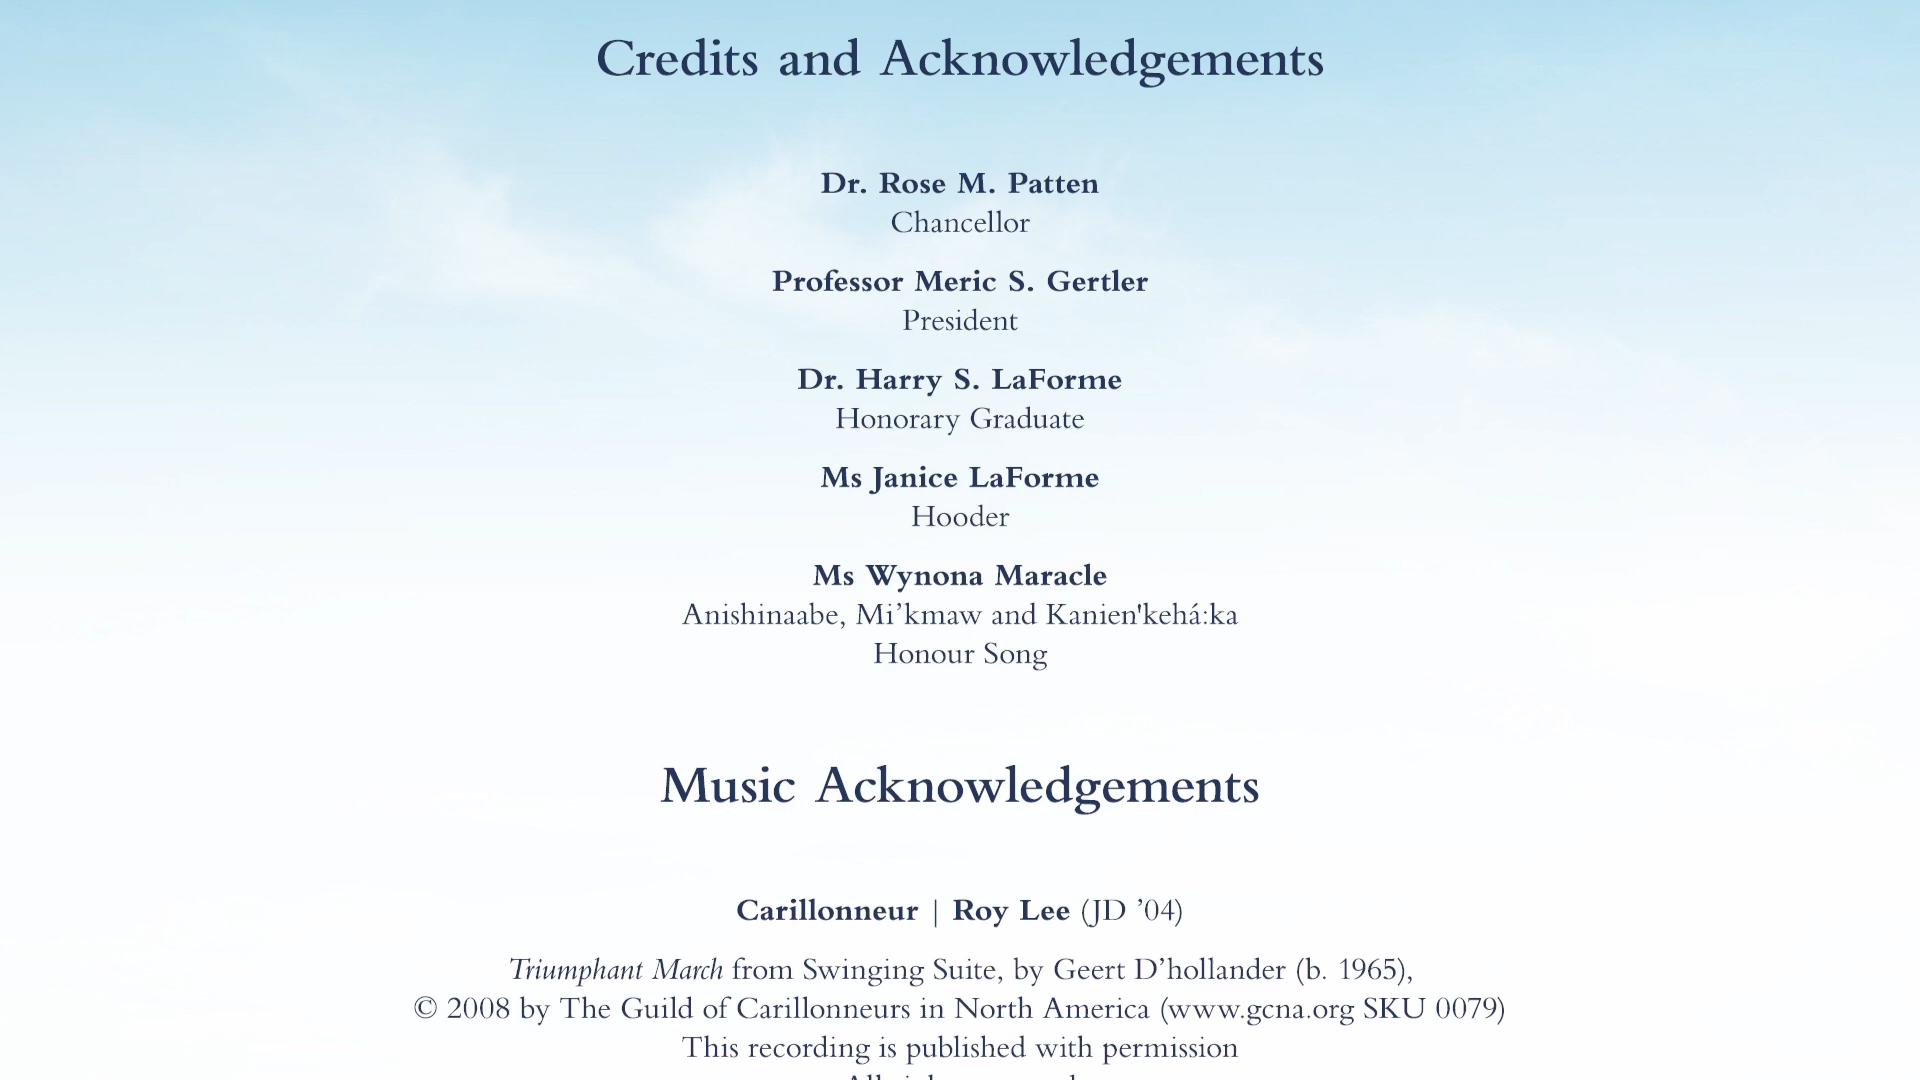 Credits and Acknowledgements
Dr. Rose M. Patten
Chancellor
Professor Meric S. Gertler
President
Dr. Harry S. LaForme
Honorary Graduate
Ms Janice LaForme
Hooder
Ms Wynona Maracle
Anishinaabe, Mi’kmaw and Kanien'kehá:ka
Honour Song
Music Acknowledgements
Carillonneur | Roy Lee (JD ’04)
Triumphant March from Swinging Suite, by Geert D’hollander (b. 1965),
© 2008 by The Guild of Carillonneurs in North America (www.gcna.org SKU 0079)
This recording is published with permission